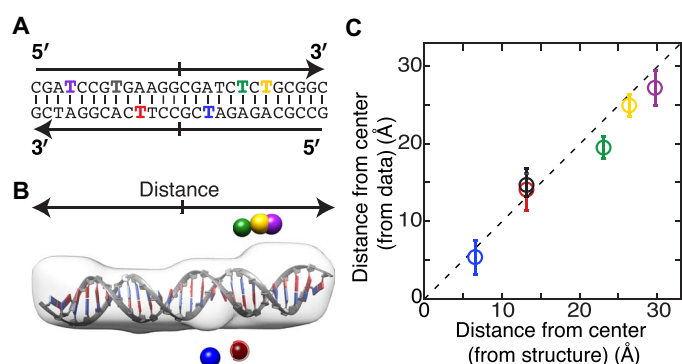 A
5′ 3′
CGATCCGTGAAGGCGATCTCTGCGGC
GCTAGGCACTTCCGCTAGAGACGCCG
3′ 5′
B
Distance
C
Distance from center
(from data) (Å)
30
20
10
0
0 10 20 30
Distance from center
(from structure) (Å)